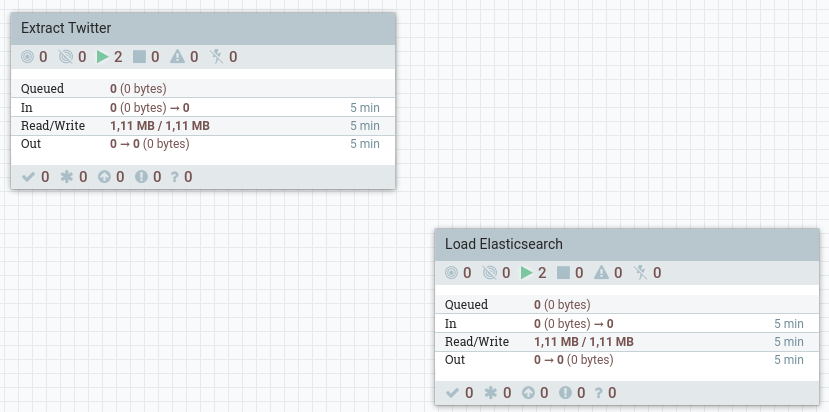 Extract Twitter
0 0 2 0 0 0
Queued 0 (0 bytes)
In 0 (0 bytes) → 0 5 min
Read/Write 1,11 MB / 1,11 MB 5 min
Out 0 → 0 (0 bytes) 5 min
0 0 0 0 ? 0
Load Elasticsearch
0 0 2 0 0 0
Queued 0 (0 bytes)
In 0 (0 bytes) → 0 5 min
Read/Write 1,11 MB / 1,11 MB 5 min
Out 0 → 0 (0 bytes) 5 min
0 0 0 0 ? 0